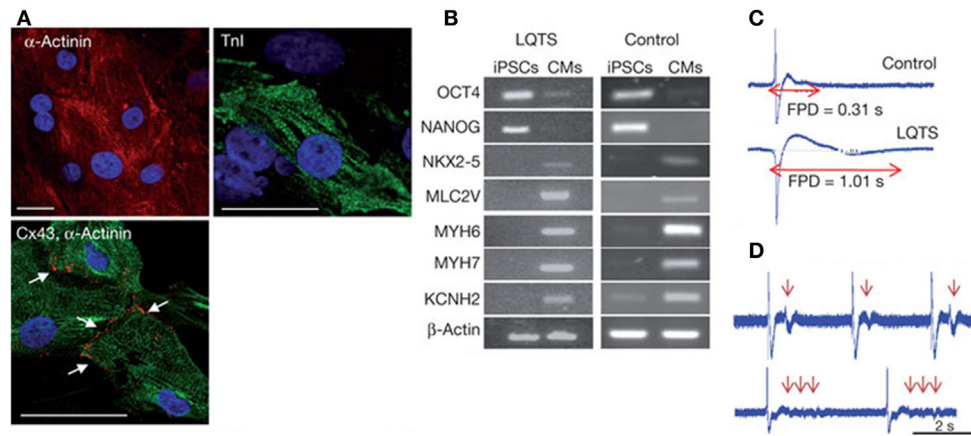 A
α-Actinin
TnI
Cx43, α-Actinin
B
LQTS Control
iPSCs CMs iPSCs CMs
OCT4
NANOG
NKX2-5
MLC2V
MYH6
MYH7
KCNH2
β-Actin
C
Control
FPD = 0.31 s
LQTS
FPD = 1.01 s
D
2 s